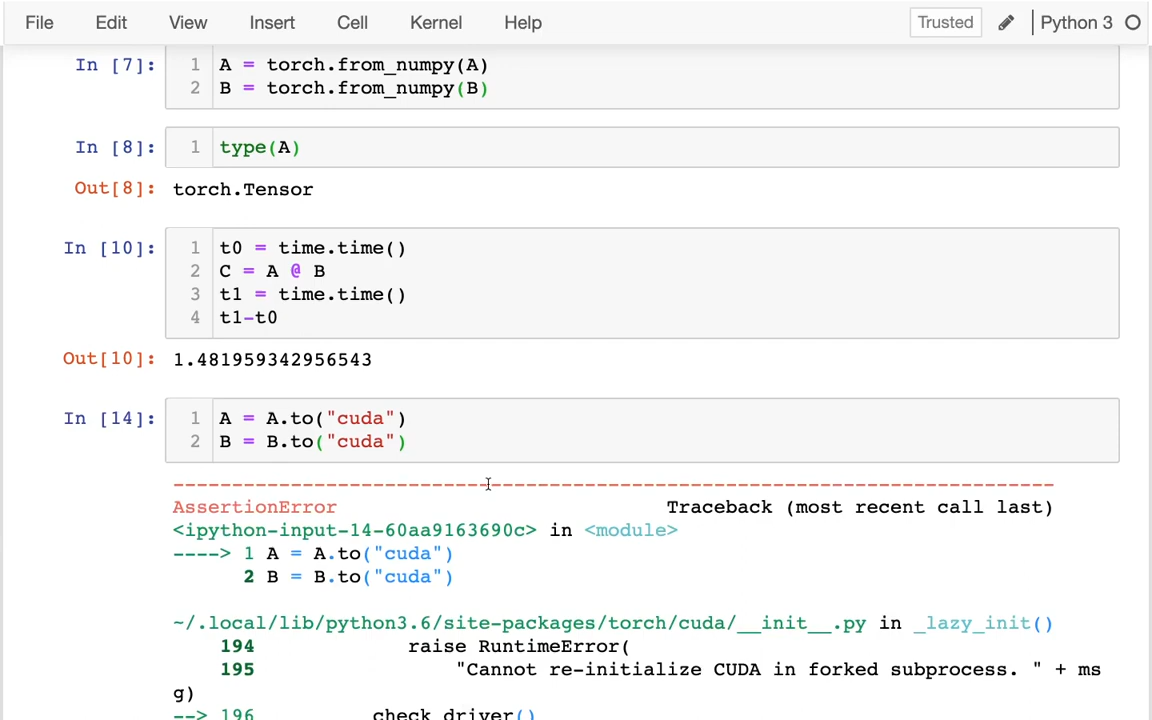 File Edit View Insert Cell Kernel Help Trusted Python 3
In [7]: 1 A = torch.from_numpy(A)
2 B = torch.from_numpy(B)
In [8]: 1 type(A)
Out[8]: torch.Tensor
In [10]: 1 t0 = time.time()
2 C = A @ B
3 t1 = time.time()
4 t1-t0
Out[10]: 1.481959342956543
In [14]: 1 A = A.to("cuda")
2 B = B.to("cuda")
---------------------------------------------------------------------------
AssertionError Traceback (most recent call last)
<ipython-input-14-60aa9163690c> in <module>
----> 1 A = A.to("cuda")
2 B = B.to("cuda")
~/.local/lib/python3.6/site-packages/torch/cuda/__init__.py in _lazy_init()
194 raise RuntimeError(
195 "Cannot re-initialize CUDA in forked subprocess. " + ms
g)
--> 196 check_driver()